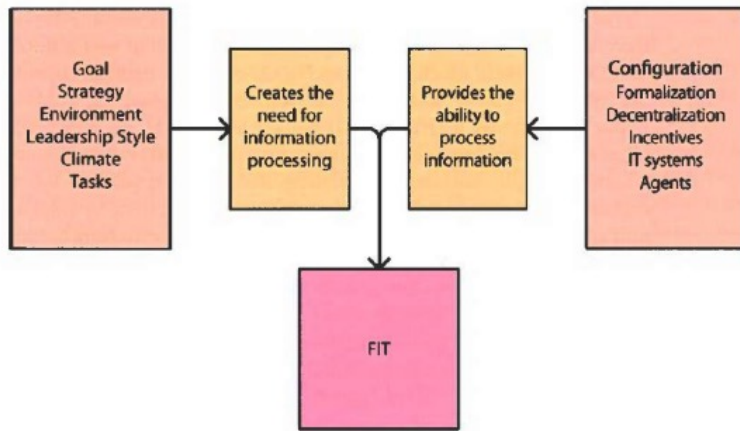 Goal
Strategy
Environment
Leadership Style
Climate
Tasks
Creates the
need for
information
processing
Provides the
ability to
process
information
Configuration
Formalization
Decentralization
Incentives
IT systems
Agents
FIT